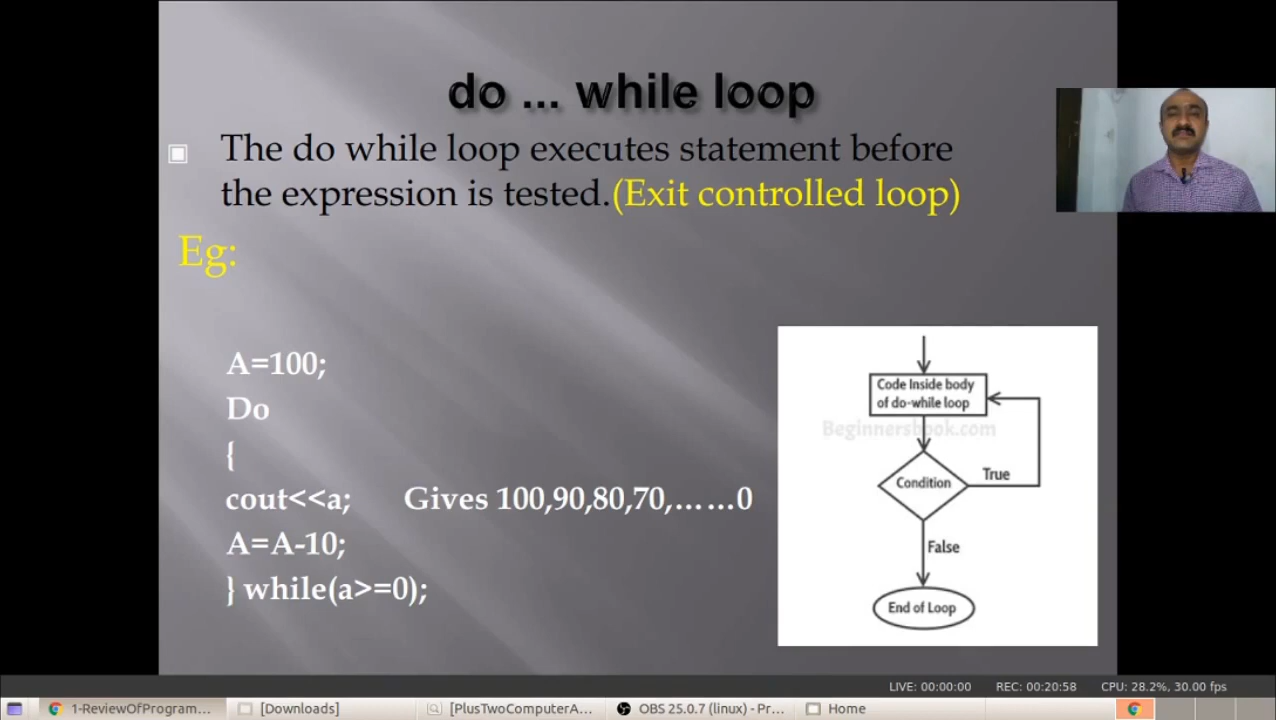 do ... while loop
The do while loop executes statement before
the expression is tested.(Exit controlled loop)
Eg:
A=100;
Do
{
cout<<a; Gives 100,90,80,70,……0
A=A-10;
} while(a>=0);
Code Inside body
of do-while loop
Beginnersbook.com
Condition
True
False
End of Loop
LIVE: 00:00:00 REC: 00:20:58 CPU: 28.2%, 30.00 fps
1-ReviewOfProgram... [Downloads] [PlusTwoComputerA... OBS 25.0.7 (linux) - Pr... Home